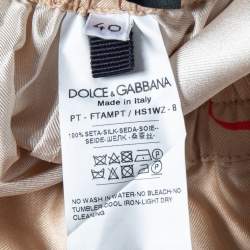 40
DOLCE & GABBANA
Made in Italy
PT - FTAMPT / HS1WZ - B
100% SETA-SILK-SEDA-SOIE-
SEIDE-ШЕЛК -
NO WASH IN WATER-NO BLEACH-NO
TUMBLER COOL IRON-LIGHT DRY
CLEANING